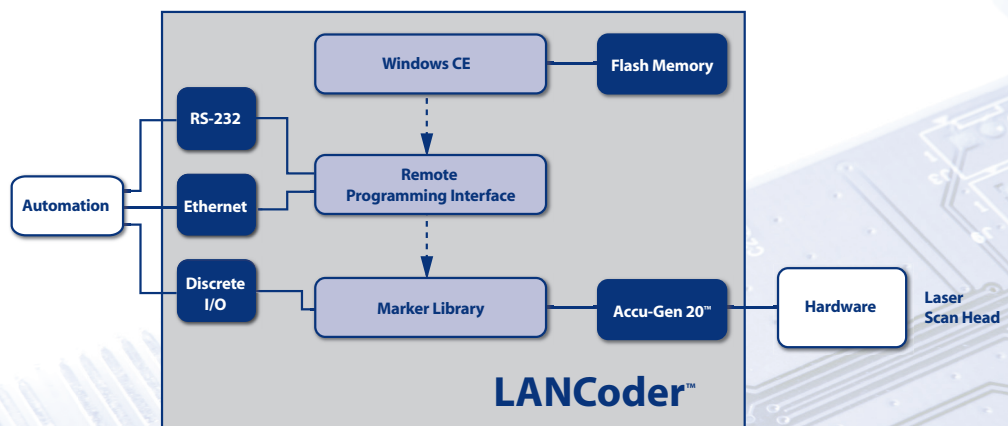 Windows CE
Flash Memory
RS-232
Remote
Programming Interface
Automation
Ethernet
Discrete
I/O
Marker Library
Accu-Gen 20™
Hardware
Laser
Scan Head
LANCoder™